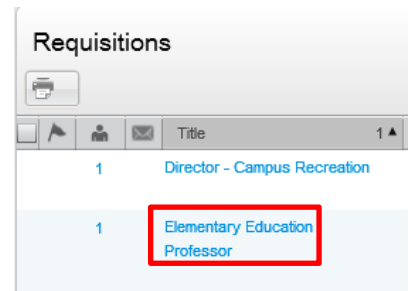 Requisitions
Title 1
1 Director - Campus Recreation
1 Elementary Education
Professor